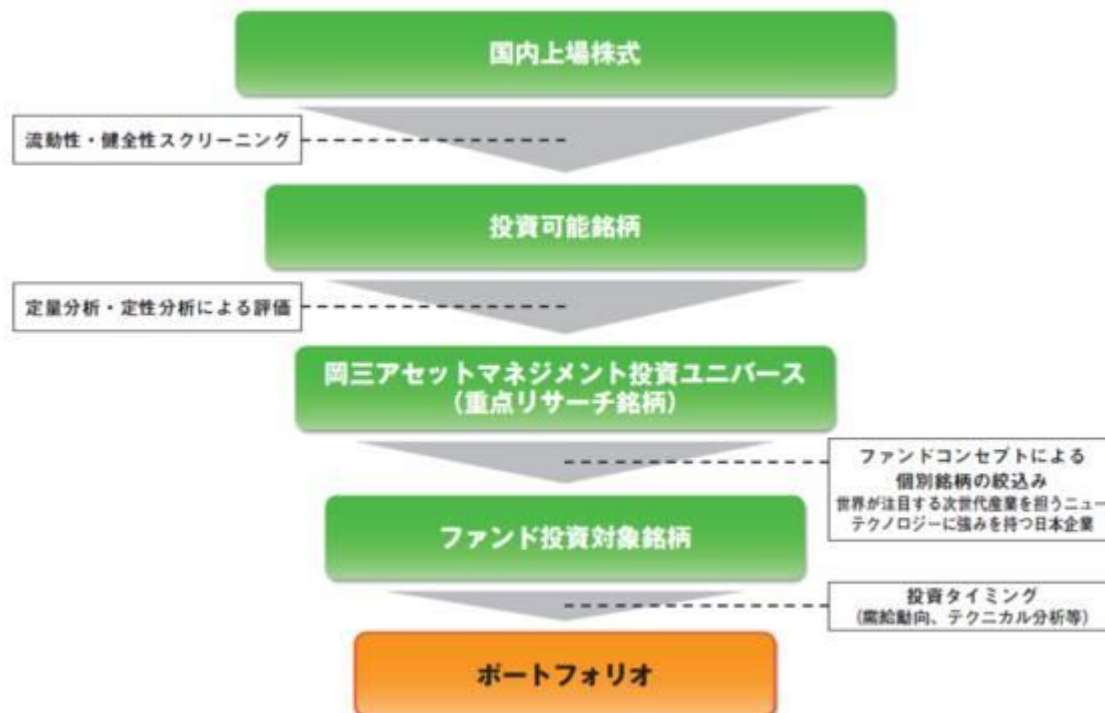 国内上場株式
流動性・健全性スクリーニング
投資可能銘柄
定量分析・定性分析による評価
岡三アセットマネジメント投資ユニバース
（重点リサーチ銘柄）
ファンドコンセプトによる
個別銘柄の絞込み
世界が注目する次世代産業を担うニュー
テクノロジーに強みを持つ日本企業
ファンド投資対象銘柄
投資タイミング
（需給動向、テクニカル分析等）
ポートフォリオ